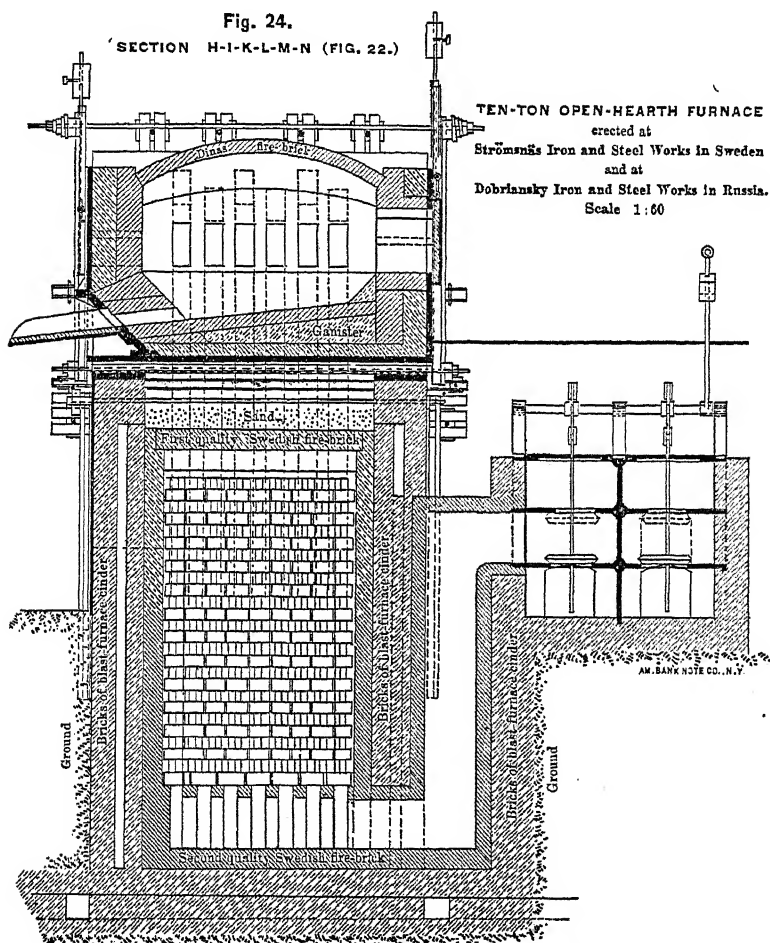 Fig. 24.
SECTION H-I-K-L-M-N (FIG. 22.)
TEN-TON OPEN-HEARTH FURNACE
erected at
Strömsnäs Iron and Steel Works in Sweden
and at
Dobriansky Iron and Steel Works in Russia.
Scale 1:60
Dinas fire-brick
Ganister
Sand
First quality Swedish fire-brick
Bricks of blast furnace cinder
Bricks of blast-furnace cinder
Bricks of blast furnace cinder
Ground
Ground
Second quality Swedish fire-brick
AM. BANK NOTE CO., N.Y.